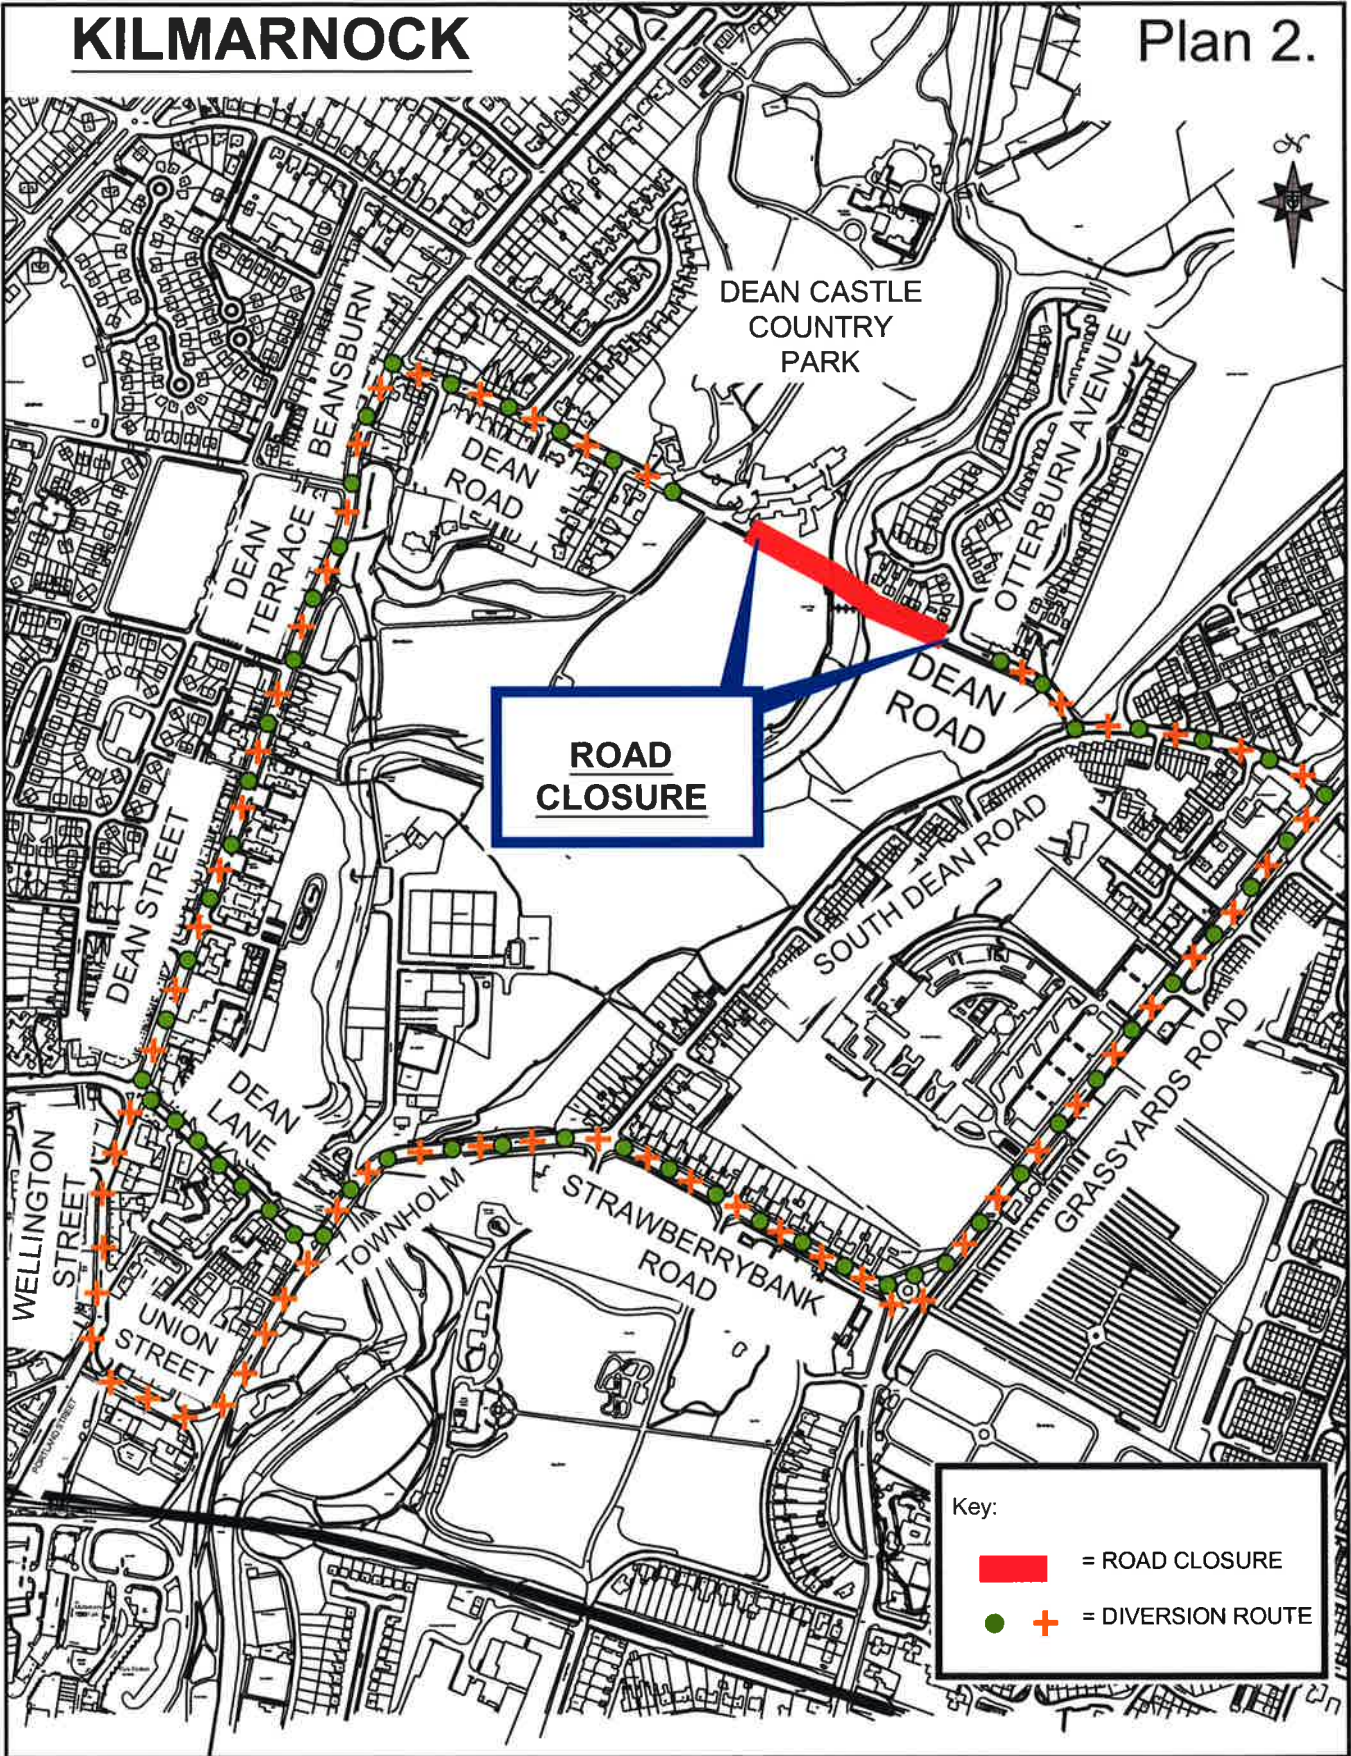 KILMARNOCK
Plan 2.
DEAN CASTLE
COUNTRY
PARK
BEANSBURN
OTTERBURN AVENUE
DEAN
ROAD
DEAN
TERRACE
DEAN
ROAD
ROAD
CLOSURE
DEAN STREET
SOUTH DEAN ROAD
DEAN
LANE
GRASSYARDS ROAD
WELLINGTON
STREET
TOWNHOLM
STRAWBERRYBANK
ROAD
UNION
STREET
PORTLAND STREET
Key:
= ROAD CLOSURE
= DIVERSION ROUTE